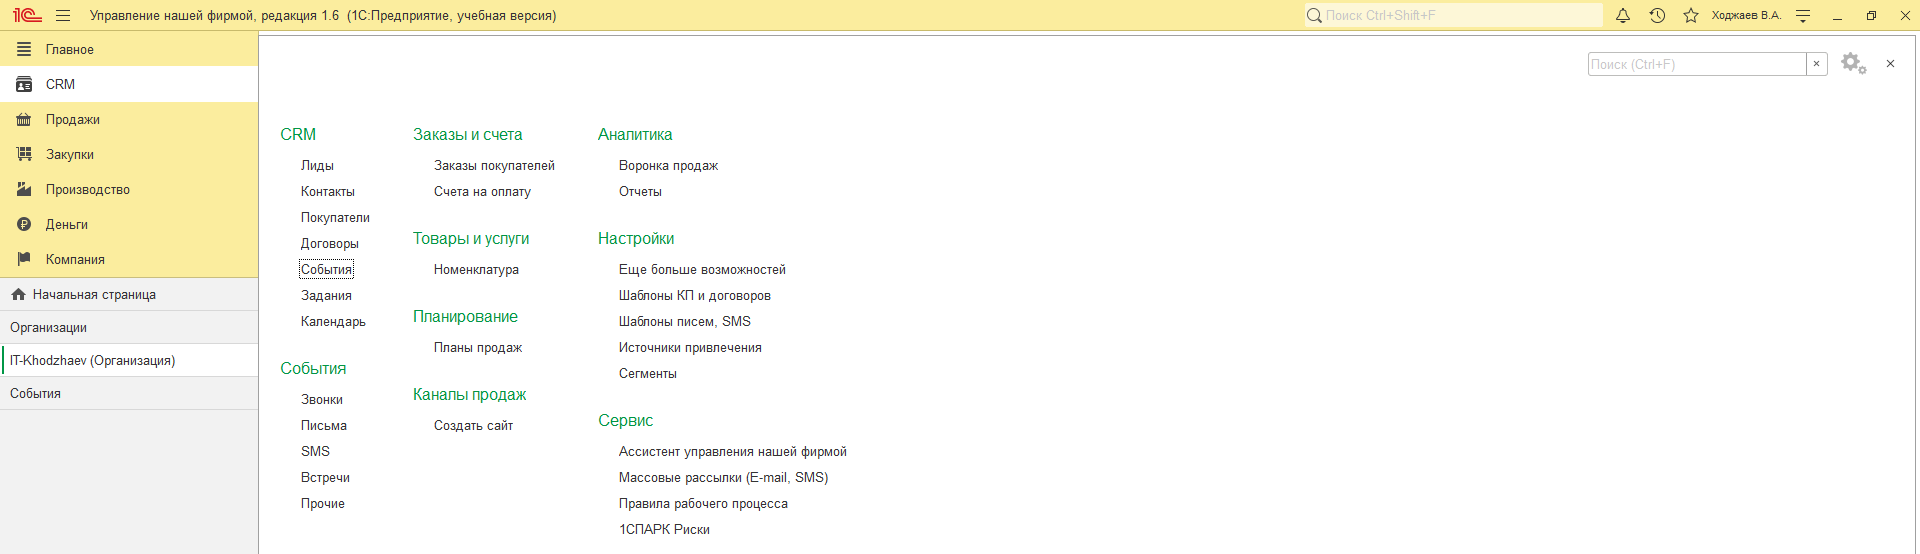 1С Управление нашей фирмой, редакция 1.6 (1С:Предприятие, учебная версия) Поиск Ctrl+Shift+F Ходжаев В.А.
Главное
CRM
Продажи
Закупки
Производство
Деньги
Компания
Начальная страница
Организации
IT-Khodzhaev (Организация)
События
Поиск (Ctrl+F)
CRM
Лиды
Контакты
Покупатели
Договоры
События
Задания
Календарь
События
Звонки
Письма
SMS
Встречи
Прочие
Заказы и счета
Заказы покупателей
Счета на оплату
Товары и услуги
Номенклатура
Планирование
Планы продаж
Каналы продаж
Создать сайт
Аналитика
Воронка продаж
Отчеты
Настройки
Еще больше возможностей
Шаблоны КП и договоров
Шаблоны писем, SMS
Источники привлечения
Сегменты
Сервис
Ассистент управления нашей фирмой
Массовые рассылки (E-mail, SMS)
Правила рабочего процесса
1СПАРК Риски